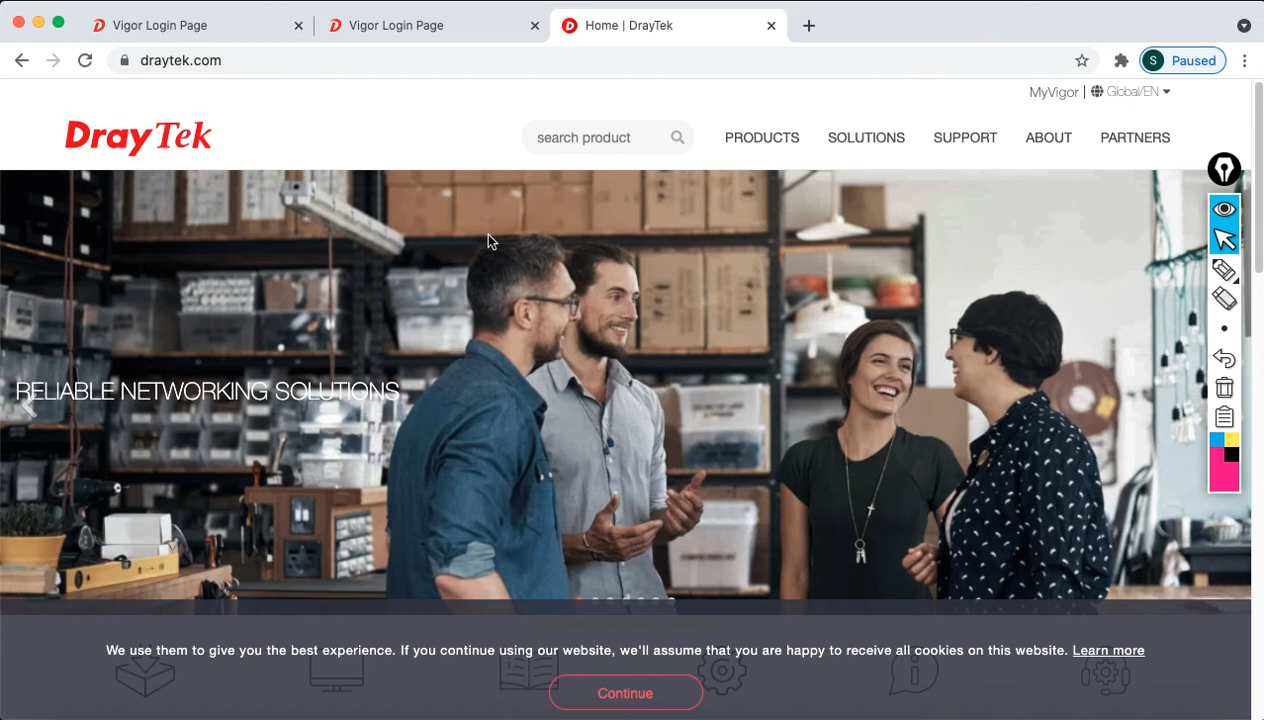 Vigor Login Page
Vigor Login Page
Home | DrayTek
draytek.com
S Paused
MyVigor | Global/EN
DrayTek
search product
PRODUCTS
SOLUTIONS
SUPPORT
ABOUT
PARTNERS
RELIABLE NETWORKING SOLUTIONS
We use them to give you the best experience. If you continue using our website, we'll assume that you are happy to receive all cookies on this website. Learn more
Continue